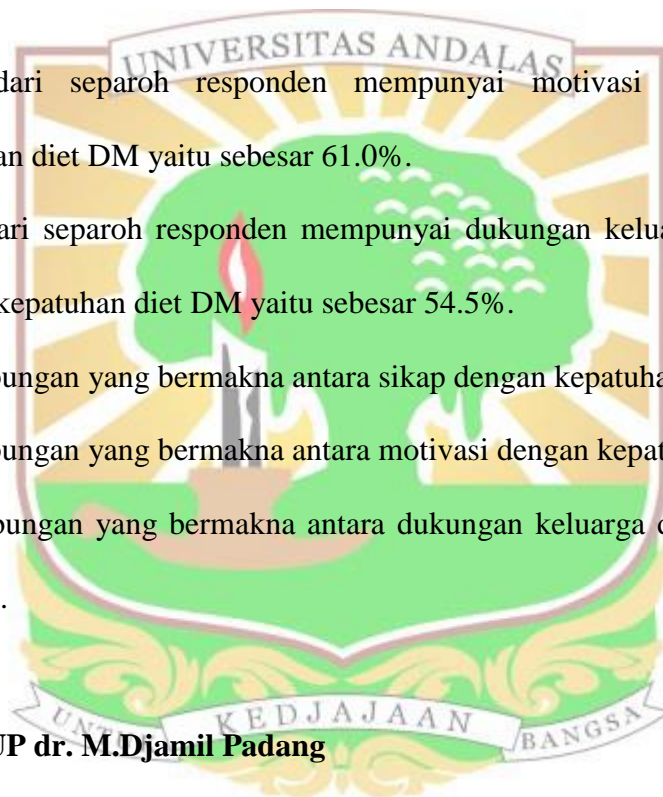 UNIVERSITAS ANDALAS
dari separoh responden mempunyai motivasi
an diet DM yaitu sebesar 61.0%.
ari separoh responden mempunyai dukungan kelua
kepatuhan diet DM yaitu sebesar 54.5%.
bungan yang bermakna antara sikap dengan kepatuha
bungan yang bermakna antara motivasi dengan kepat
bungan yang bermakna antara dukungan keluarga d
.
UNTUK KEDJAJAAN BANGSA
UP dr. M.Djamil Padang